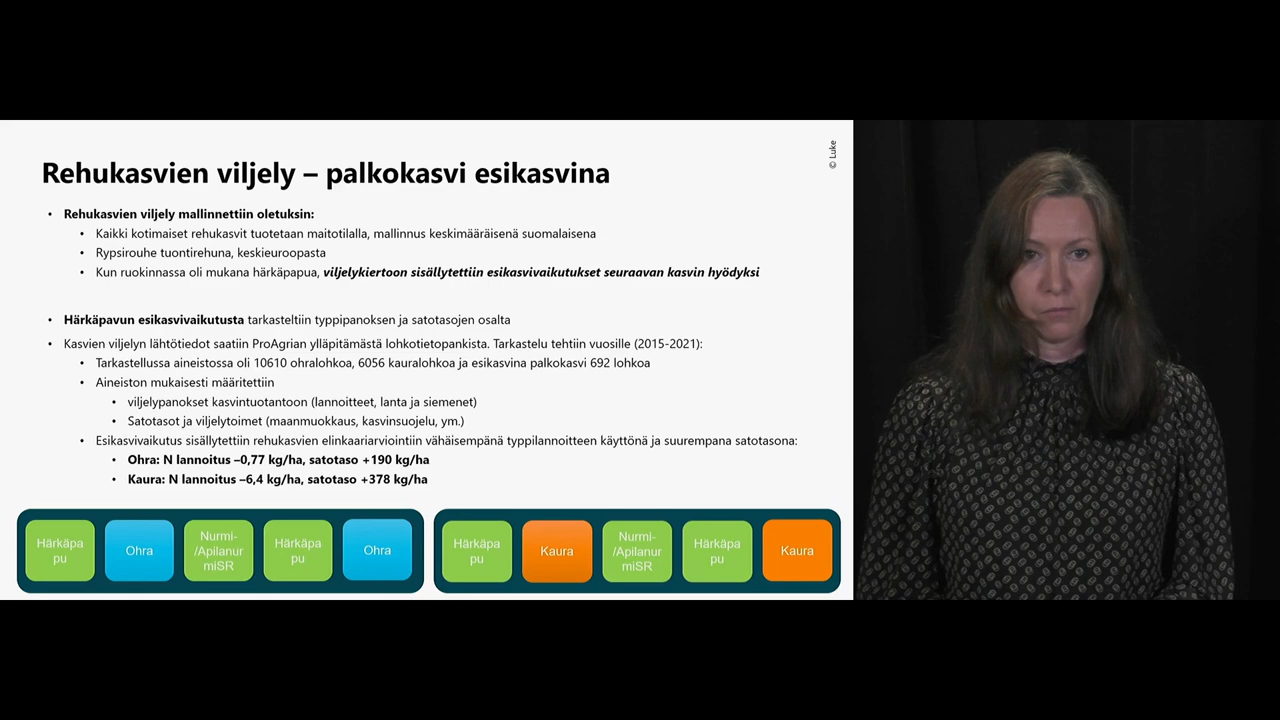 © Luke
Rehukasvien viljely – palkokasvi esikasvina
• Rehukasvien viljely mallinnettiin oletuksin:
• Kaikki kotimaiset rehukasvit tuotetaan maitotilalla, mallinnus keskimääräisenä suomalaisena
• Rypsirouhe tuontirehuna, keskieuroopasta
• Kun ruokinnassa oli mukana härkäpapua, viljelykiertoon sisällytettiin esikasvivaikutukset seuraavan kasvin hyödyksi
• Härkäpavun esikasvivaikutusta tarkasteltiin typpipanoksen ja satotasojen osalta
• Kasvien viljelyn lähtötiedot saatiin ProAgrian ylläpitämästä lohkotietopankista. Tarkastelu tehtiin vuosille (2015-2021):
• Tarkastellussa aineistossa oli 10610 ohralohkoa, 6056 kauralohkoa ja esikasvina palkokasvi 692 lohkoa
• Aineiston mukaisesti määritettiin
• viljelypanokset kasvintuotantoon (lannoitteet, lanta ja siemenet)
• Satotasot ja viljelytoimet (maanmuokkaus, kasvinsuojelu, ym.)
• Esikasvivaikutus sisällytettiin rehukasvien elinkaariarviointiin vähäisempänä typpilannoitteen käyttönä ja suurempana satotasona:
• Ohra: N lannoitus –0,77 kg/ha, satotaso +190 kg/ha
• Kaura: N lannoitus –6,4 kg/ha, satotaso +378 kg/ha
Härkäpa
pu
Ohra
Nurmi-
/Apilanur
miSR
Härkäpa
pu
Ohra
Härkäpa
pu
Kaura
Nurmi-
/Apilanur
miSR
Härkäpa
pu
Kaura